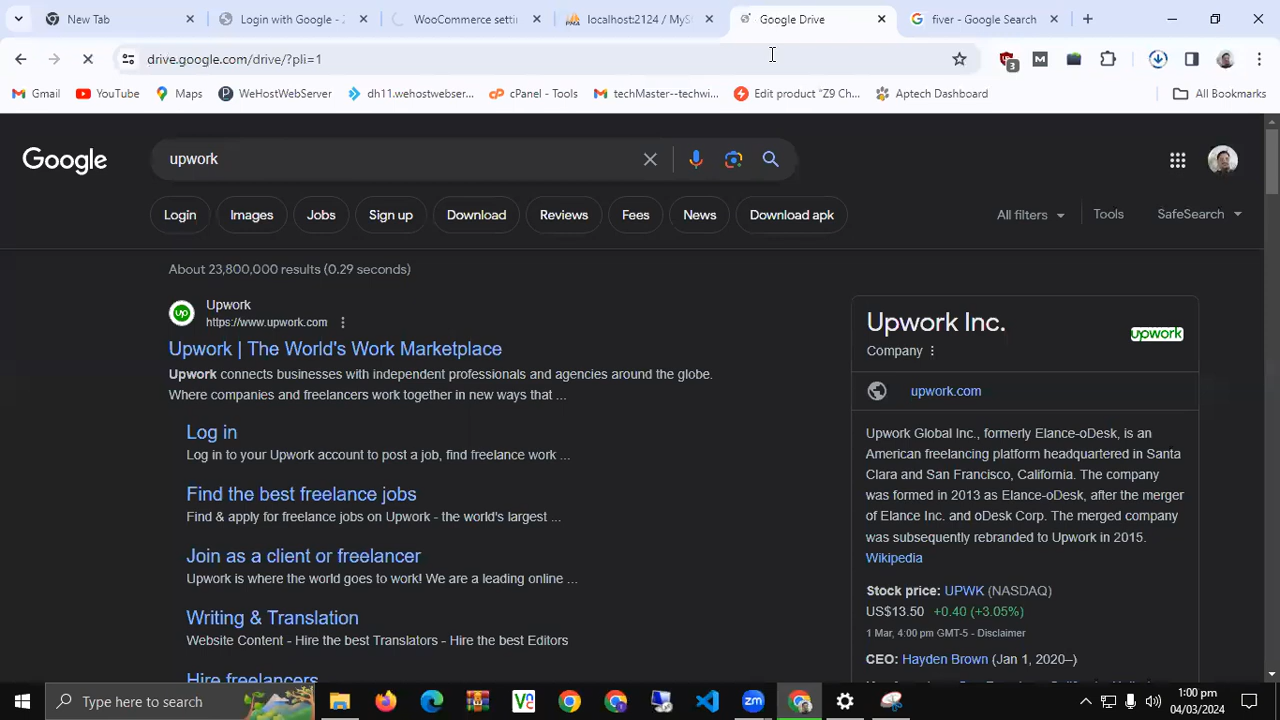 New Tab
Login with Google - 2
WooCommerce setti
localhost:2124 / MyS
Google Drive
fiver - Google Search
drive.google.com/drive/?pli=1
3
Gmail
YouTube
Maps
WeHostWebServer
dh11.wehostwebser...
cPanel - Tools
techMaster--techwi...
Edit product "Z9 Ch...
Aptech Dashboard
All Bookmarks
Google
upwork
Login
Images
Jobs
Sign up
Download
Reviews
Fees
News
Download apk
All filters
Tools
SafeSearch
About 23,800,000 results (0.29 seconds)
Upwork
https://www.upwork.com
Upwork | The World's Work Marketplace
Upwork connects businesses with independent professionals and agencies around the globe.
Where companies and freelancers work together in new ways that ...
Log in
Log in to your Upwork account to post a job, find freelance work ...
Find the best freelance jobs
Find & apply for freelance jobs on Upwork - the world's largest ...
Join as a client or freelancer
Upwork is where the world goes to work! We are a leading online ...
Writing & Translation
Website Content - Hire the best Translators - Hire the best Editors
Hire freelancers
Upwork Inc.
upwork
Company
upwork.com
Upwork Global Inc., formerly Elance-oDesk, is an
American freelancing platform headquartered in Santa
Clara and San Francisco, California. The company
was formed in 2013 as Elance-oDesk, after the merger
of Elance Inc. and oDesk Corp. The merged company
was subsequently rebranded to Upwork in 2015.
Wikipedia
Stock price: UPWK (NASDAQ)
US$13.50 +0.40 (+3.05%)
1 Mar, 4:00 pm GMT-5 - Disclaimer
CEO: Hayden Brown (Jan 1, 2020–)
Type here to search
1:00 pm
04/03/2024